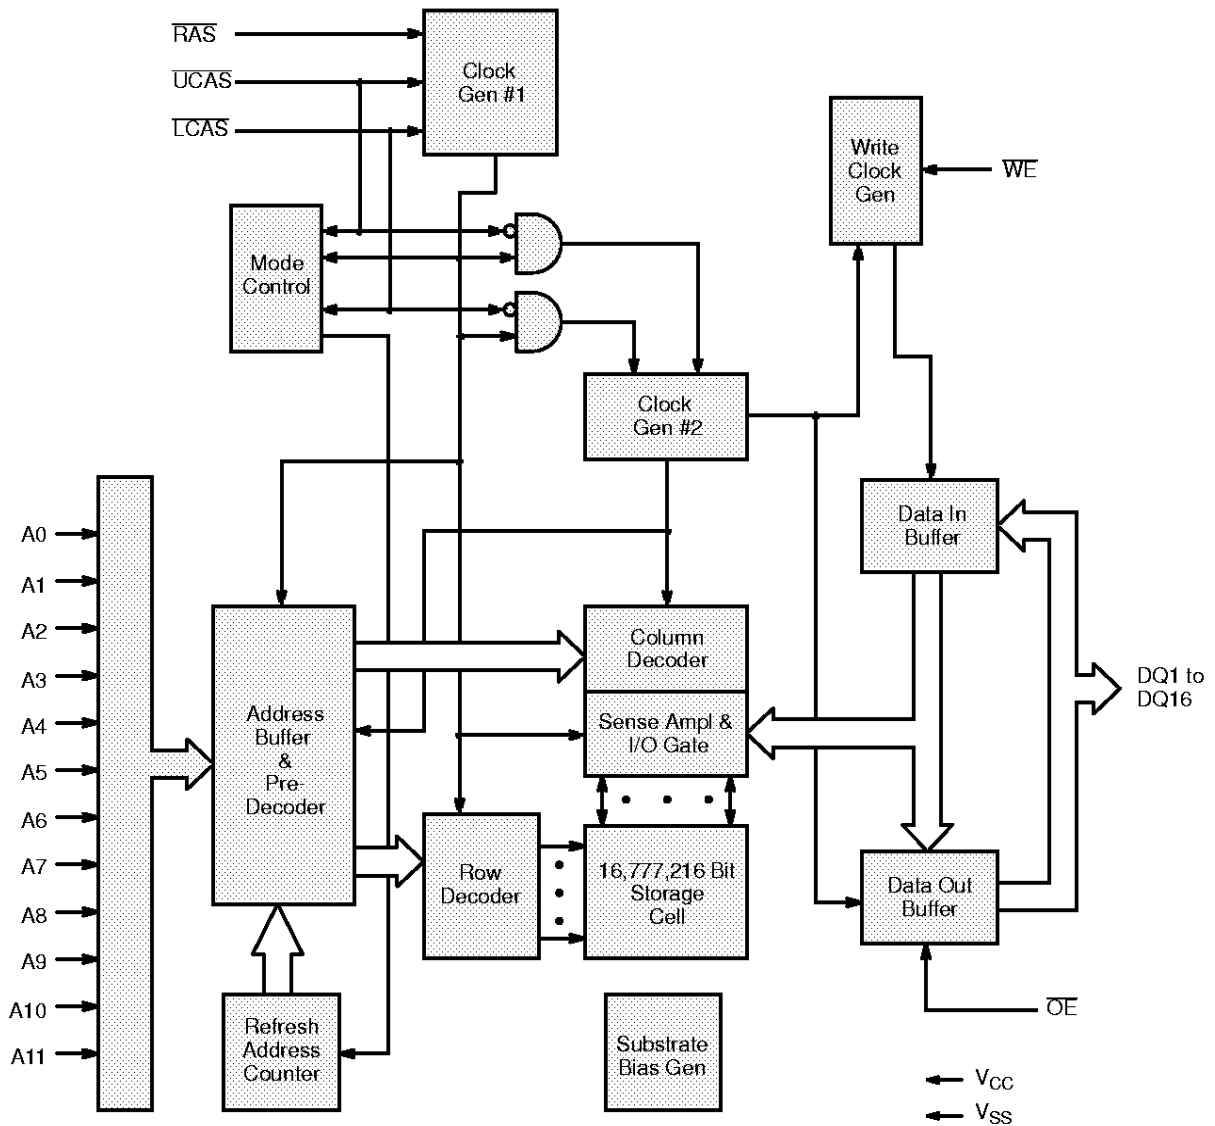 RAS
UCAS
LCAS
Clock
Gen #1
Write
Clock
Gen
WE
Mode
Control
Clock
Gen #2
Data In
Buffer
A0
A1
A2
A3
A4
A5
A6
A7
A8
A9
A10
A11
Address
Buffer
&
Pre-
Decoder
Column
Decoder
Sense Ampl &
I/O Gate
DQ1 to
DQ16
Row
Decoder
16,777,216 Bit
Storage
Cell
Data Out
Buffer
OE
Refresh
Address
Counter
Substrate
Bias Gen
VCC
VSS